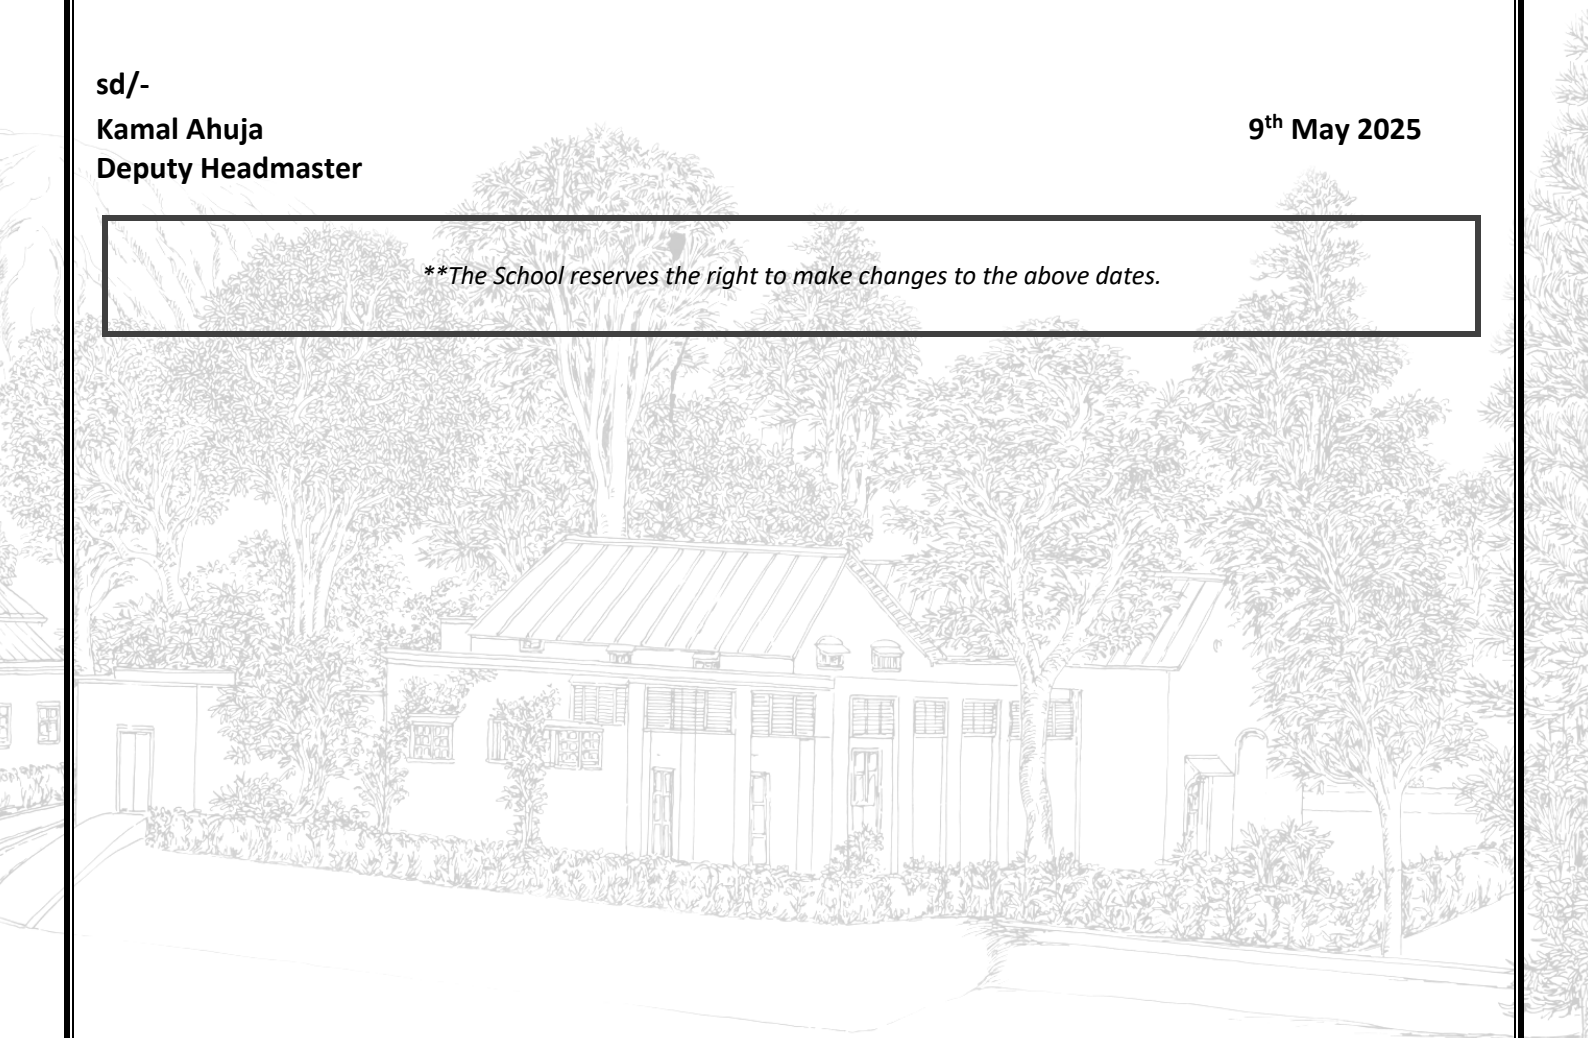 sd/-
Kamal Ahuja 9th May 2025
Deputy Headmaster
**The School reserves the right to make changes to the above dates.